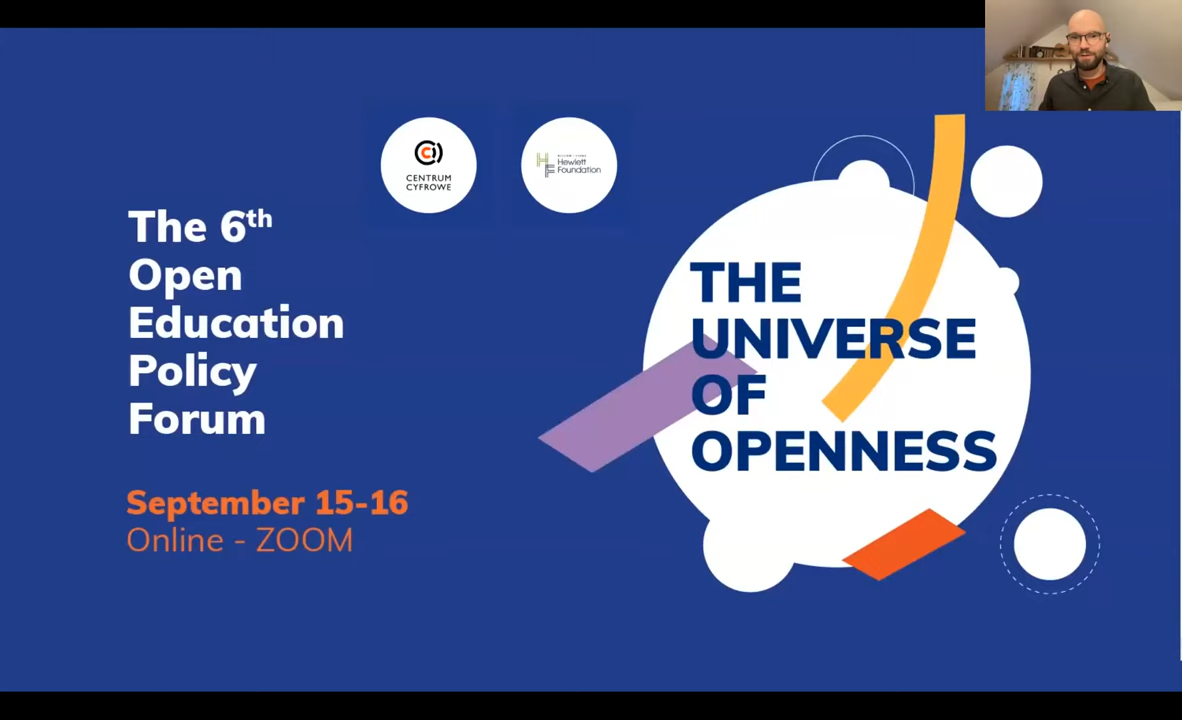 The 6th
Open
Education
Policy
Forum
September 15-16
Online - ZOOM
CENTRUM
CYFROWE
Hewlett
Foundation
THE
UNIVERSE
OF
OPENNESS